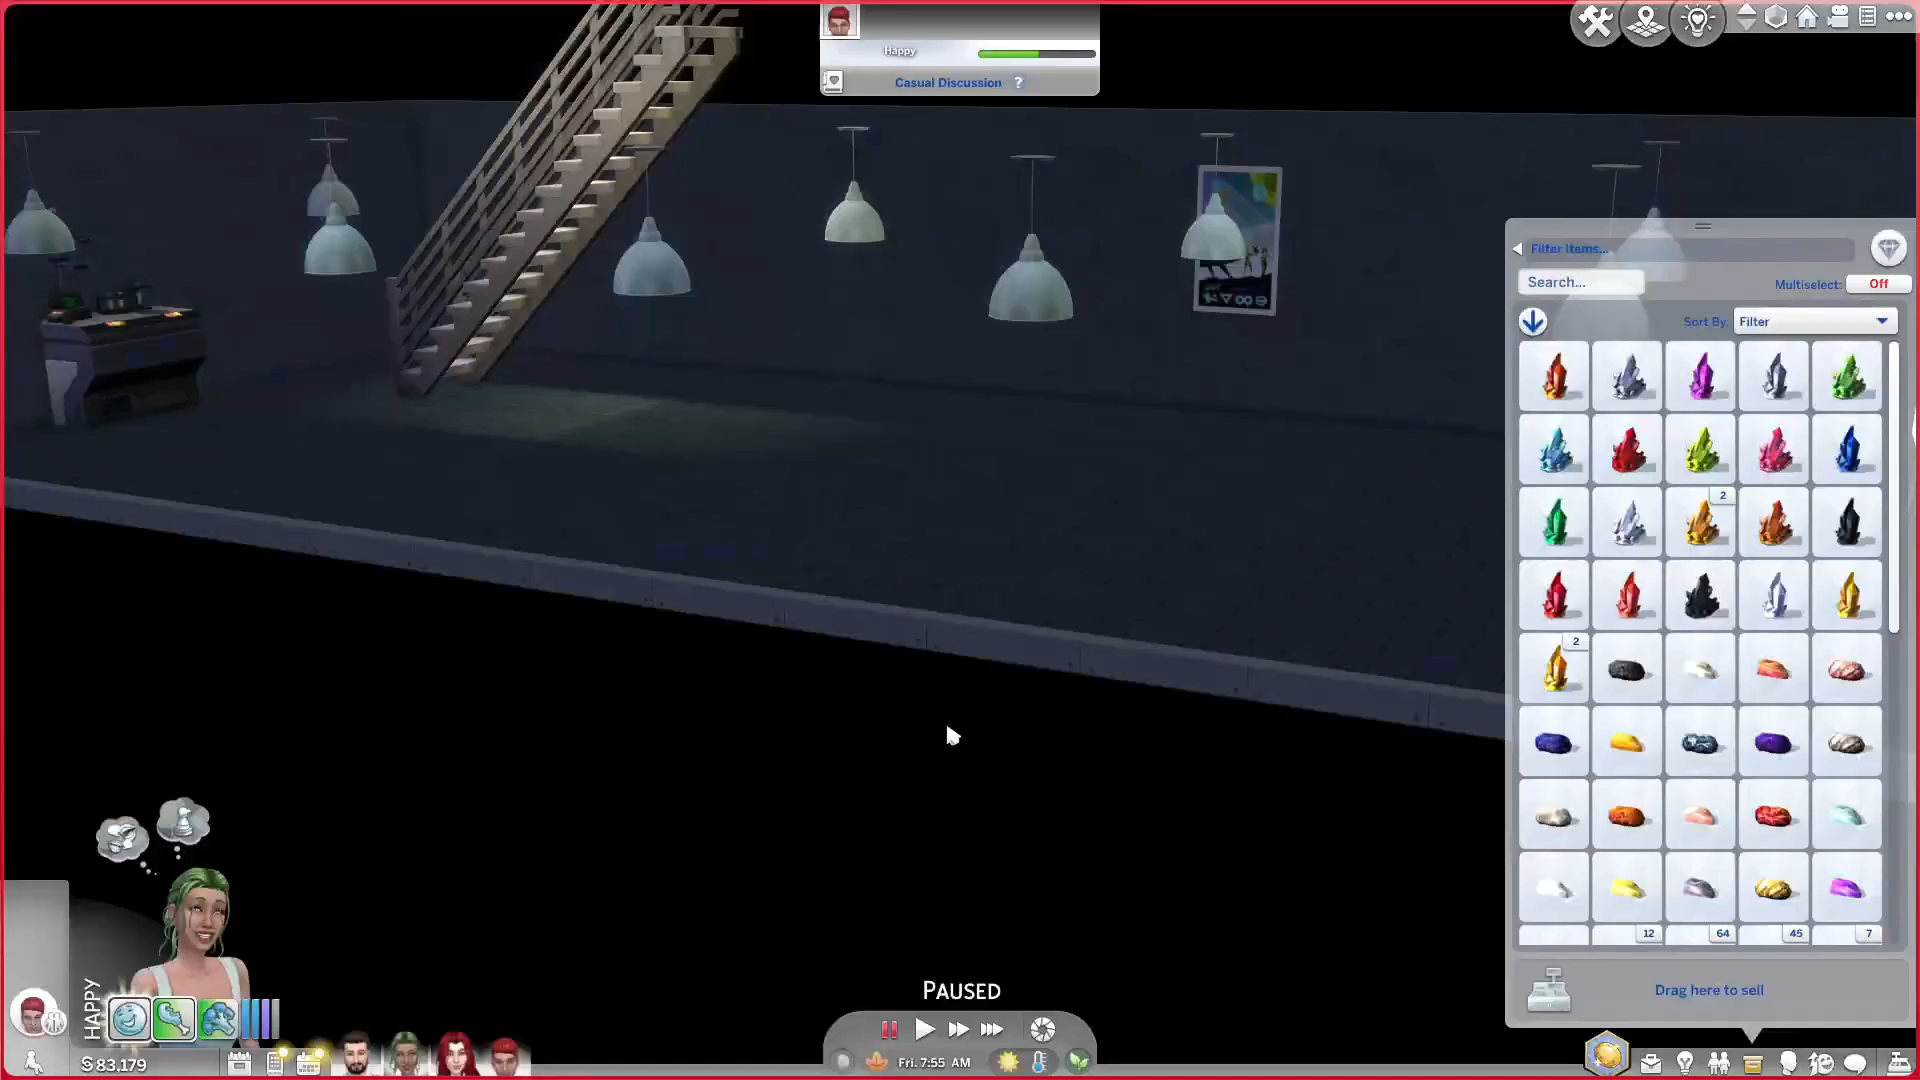 Happy
Casual Discussion ?
Filter Items...
Search...
Multiselect: Off
Sort By: Filter
2
2
12 64 45 7
Drag here to sell
PAUSED
HAPPY
§83,179
Fri. 7:55 AM